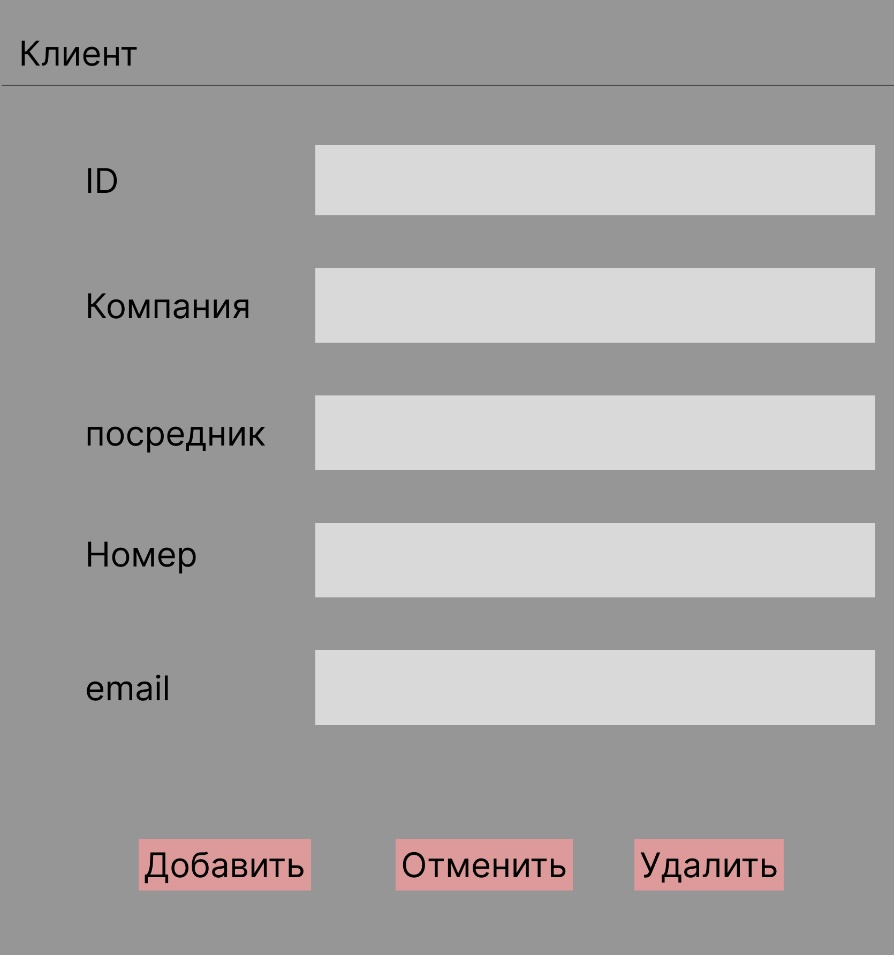 Клиент
ID
Компания
посредник
Номер
email
Добавить Отменить Удалить